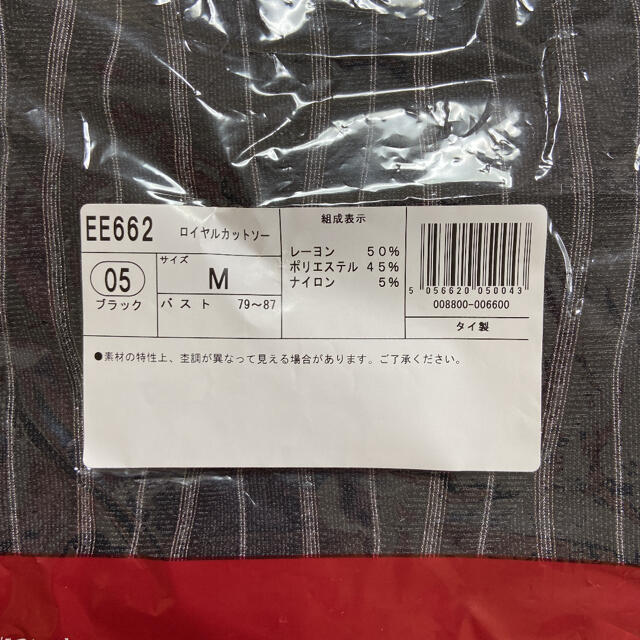 EE662 ロイヤルカットソー
05
ブラック
サイズ
M
バスト 79〜87
組成表示
レーヨン 50%
ポリエステル 45%
ナイロン 5%
5 056620 050043
008800-006600
タイ製
●素材の特性上、杢調が異なって見える場合があります。ご了承ください。